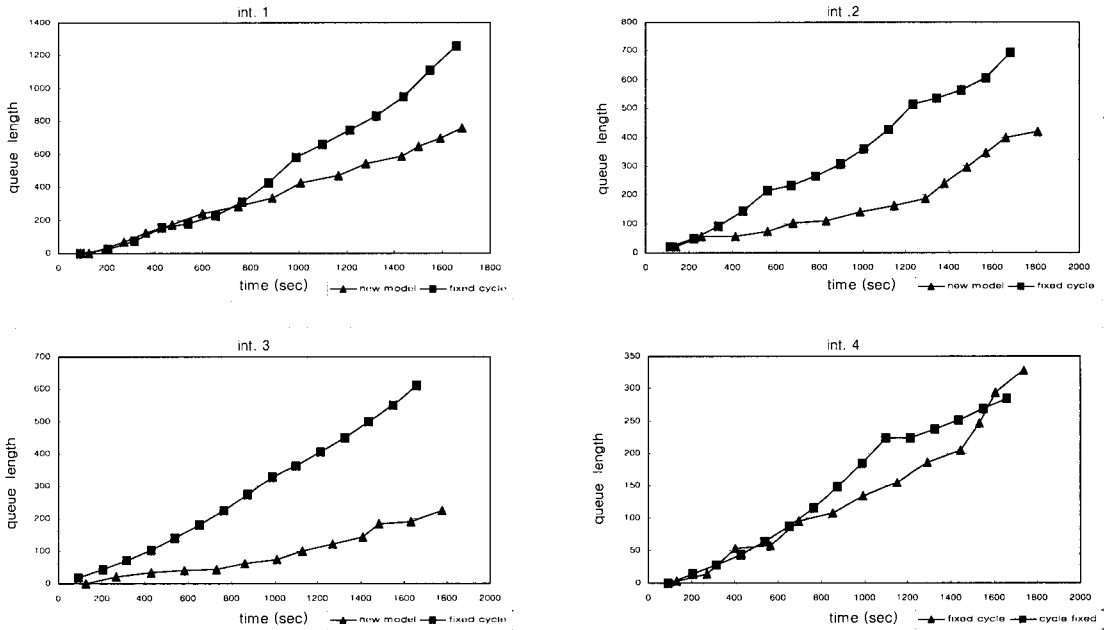 int. 1
1400
1200
1000
800
600
400
200
0
queue length
0 200 400 600 800 1000 1200 1400 1600 1800
time (sec)
new model fixed cycle
int .2
800
700
600
500
400
300
200
100
0
queue length
0 200 400 600 800 1000 1200 1400 1600 1800 2000
time (sec)
new model fixed cycle
int. 3
700
600
500
400
300
200
100
0
queue length
0 200 400 600 800 1000 1200 1400 1600 1800 2000
time (sec)
new model fixed cycle
int. 4
350
300
250
200
150
100
50
0
queue length
0 200 400 600 800 1000 1200 1400 1600 1800 2000
time (sec)
fixed cycle cycle fixed